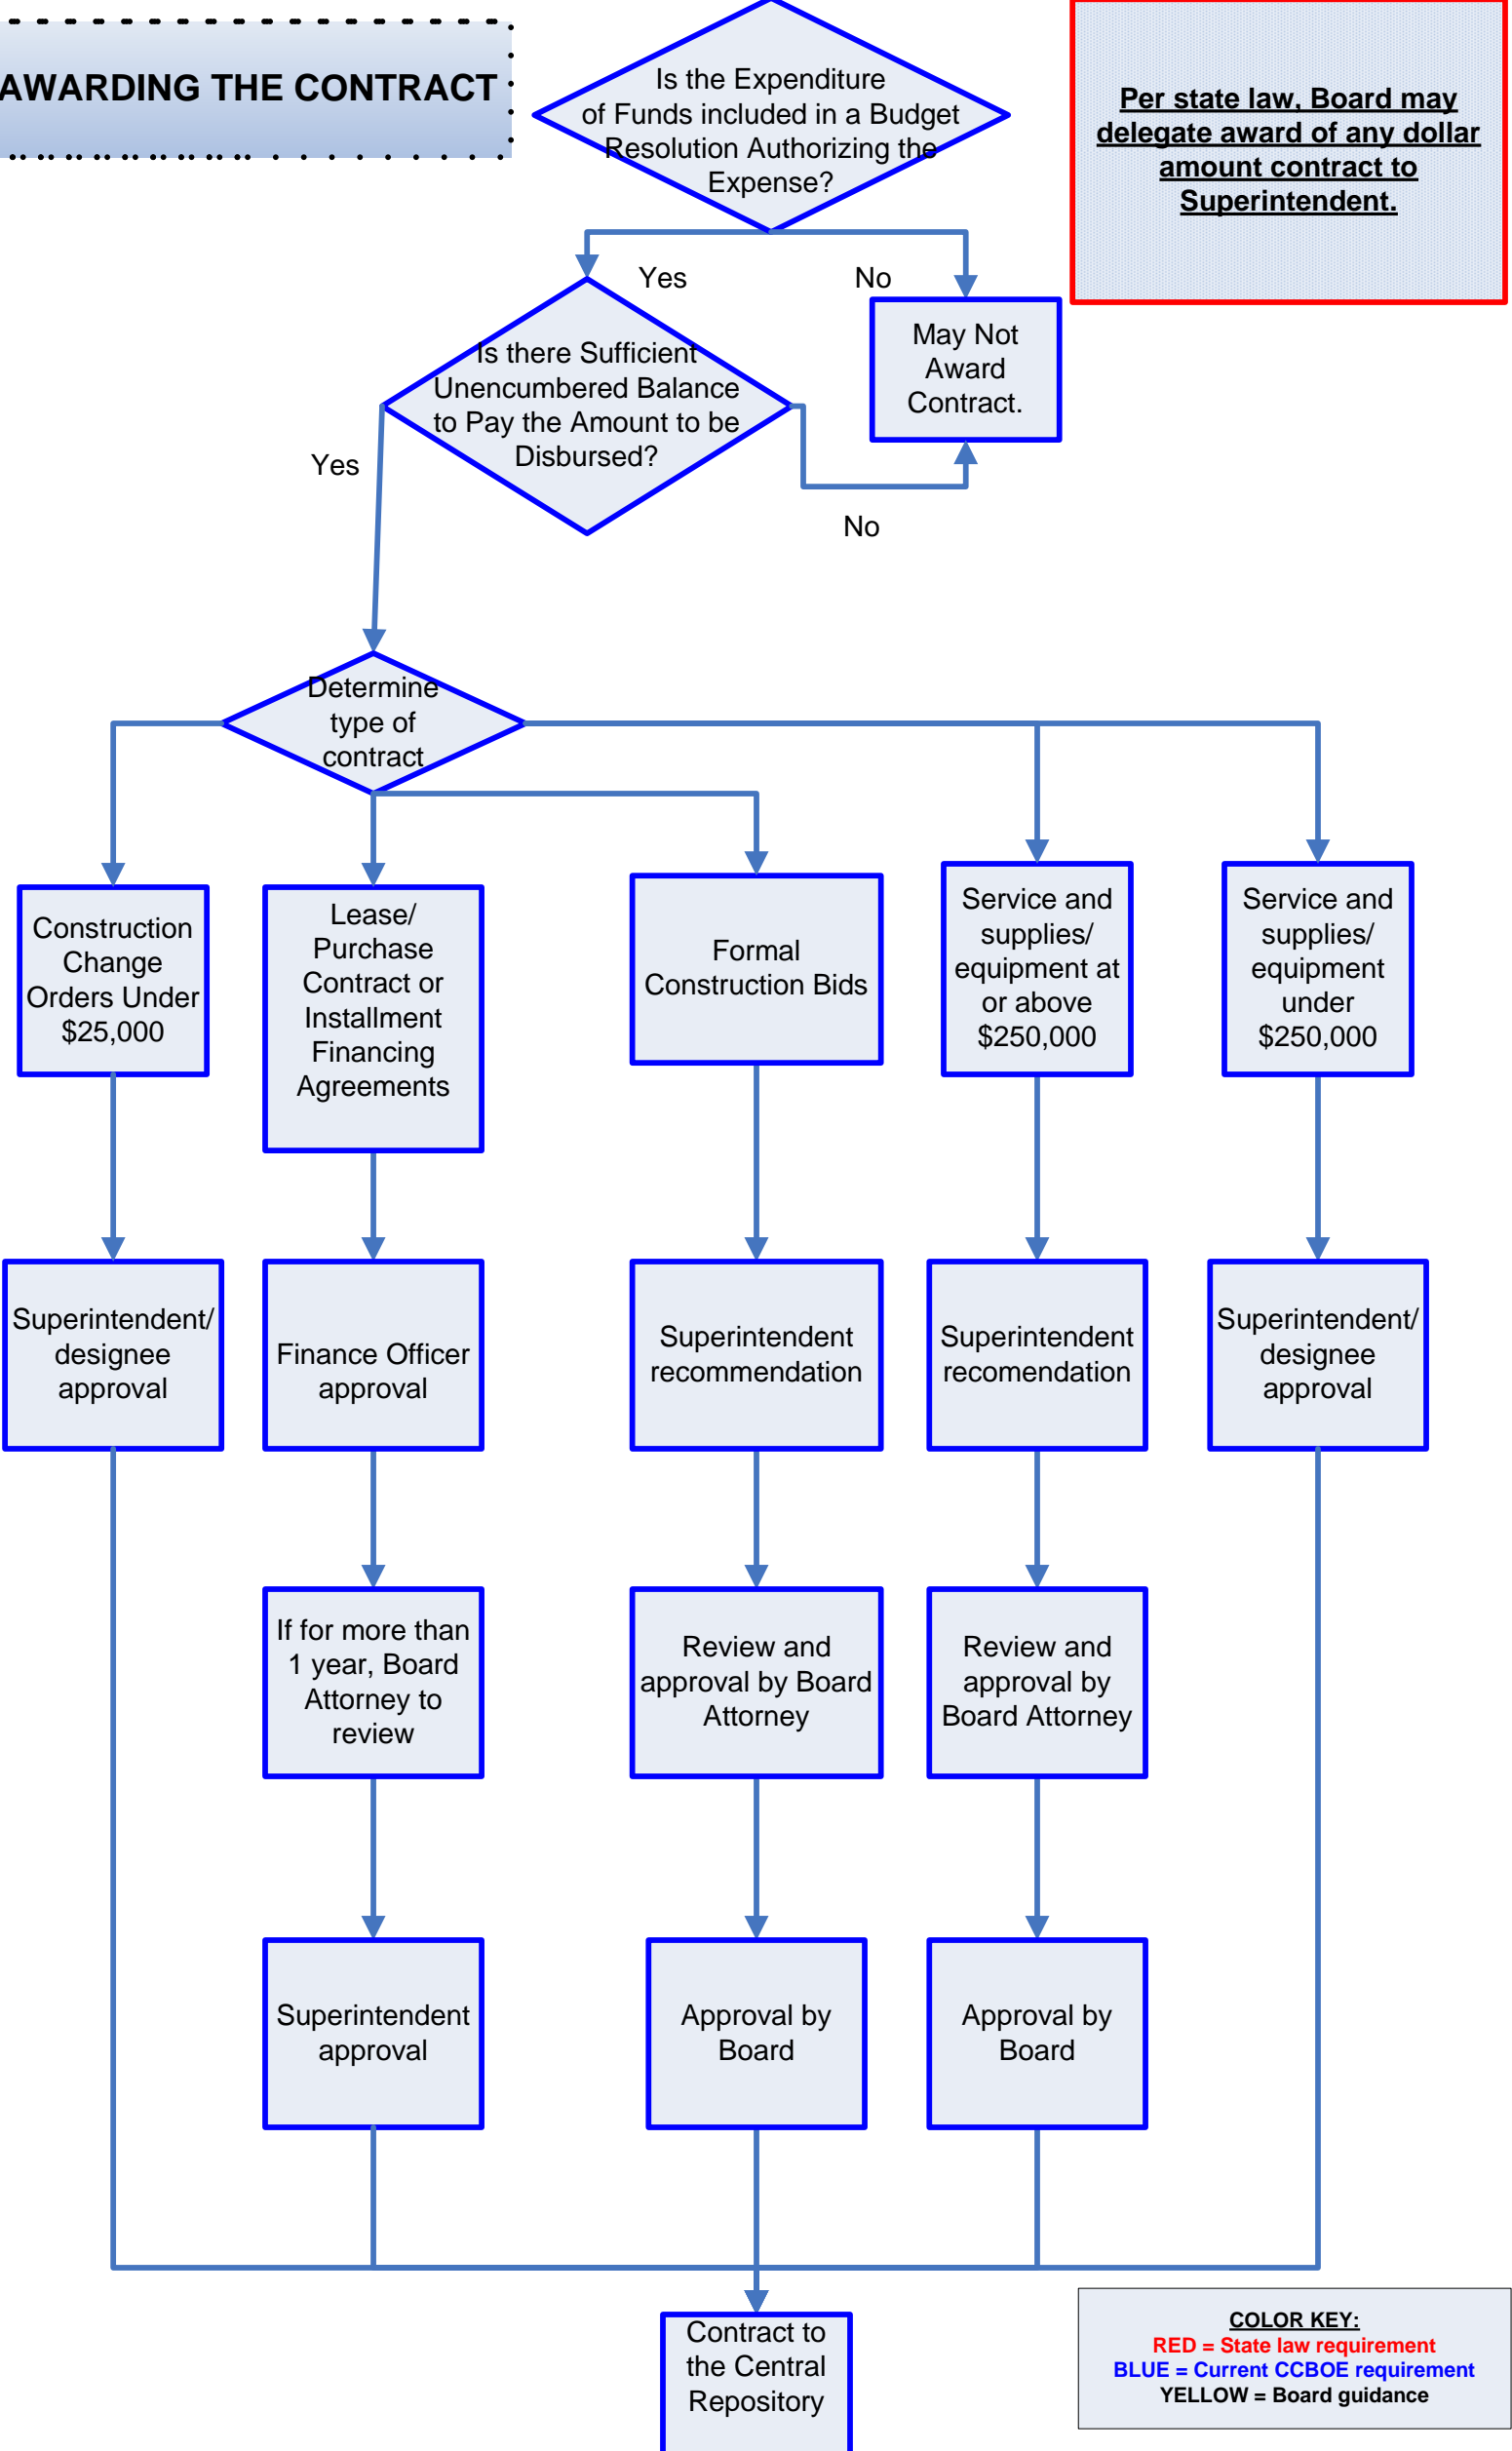 AWARDING THE CONTRACT
Is the Expenditure
of Funds included in a Budget
Resolution Authorizing the
Expense?
Per state law, Board may
delegate award of any dollar
amount contract to
Superintendent.
Yes
No
May Not
Award
Contract.
Is there Sufficient
Unencumbered Balance
to Pay the Amount to be
Disbursed?
Yes
No
Determine
type of
contract
Construction
Change
Orders Under
$25,000
Lease/
Purchase
Contract or
Installment
Financing
Agreements
Formal
Construction Bids
Service and
supplies/
equipment at
or above
$250,000
Service and
supplies/
equipment
under
$250,000
Superintendent/
designee
approval
Finance Officer
approval
Superintendent
recommendation
Superintendent
recomendation
Superintendent/
designee
approval
If for more than
1 year, Board
Attorney to
review
Review and
approval by Board
Attorney
Review and
approval by
Board Attorney
Superintendent
approval
Approval by
Board
Approval by
Board
Contract to
the Central
Repository
COLOR KEY:
RED = State law requirement
BLUE = Current CCBOE requirement
YELLOW = Board guidance